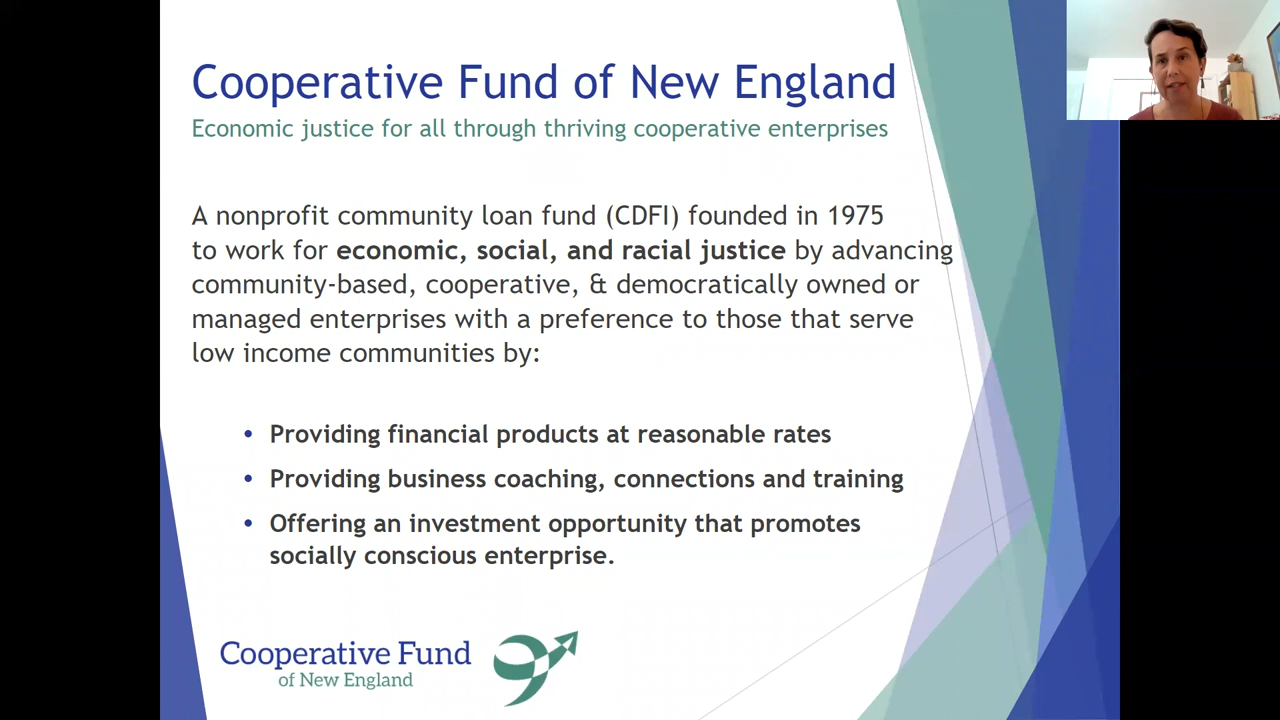 Cooperative Fund of New England
Economic justice for all through thriving cooperative enterprises
A nonprofit community loan fund (CDFI) founded in 1975
to work for economic, social, and racial justice by advancing
community-based, cooperative, & democratically owned or
managed enterprises with a preference to those that serve
low income communities by:
• Providing financial products at reasonable rates
• Providing business coaching, connections and training
• Offering an investment opportunity that promotes
socially conscious enterprise.
Cooperative Fund
of New England